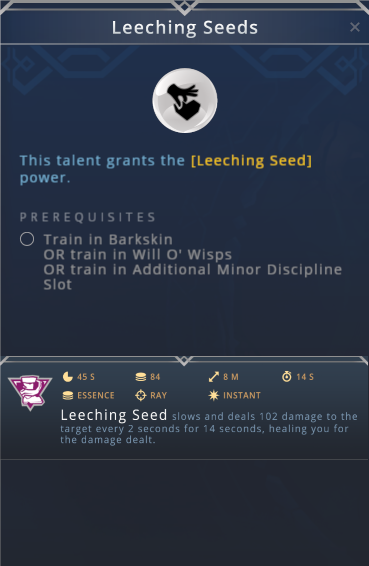 Leeching Seeds
This talent grants the [Leeching Seed]
power.
PREREQUISITES
Train in Barkskin
OR train in Will O' Wisps
OR train in Additional Minor Discipline
Slot
45 S 84 8 M 14 S
ESSENCE RAY INSTANT
Leeching Seed slows and deals 102 damage to the
target every 2 seconds for 14 seconds, healing you for
the damage dealt.